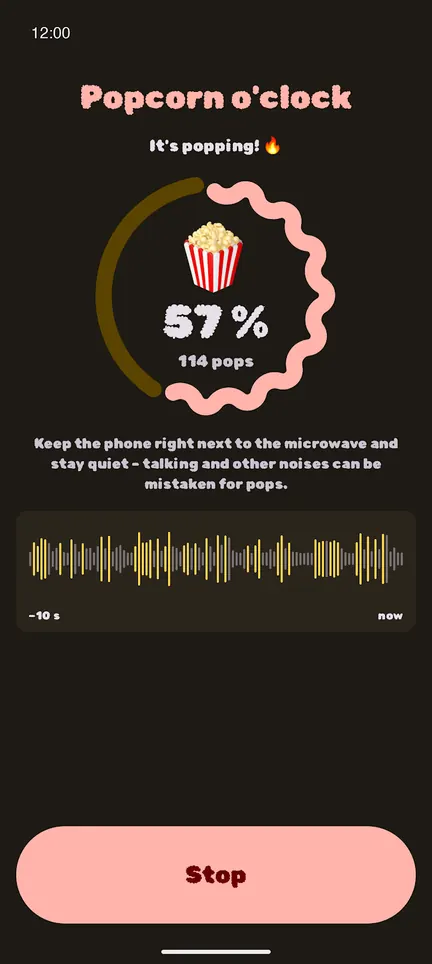 12:00
Popcorn o'clock
It's popping! 🔥
57 %
114 pops
Keep the phone right next to the microwave and
stay quiet – talking and other noises can be
mistaken for pops.
−10 s
now
Stop